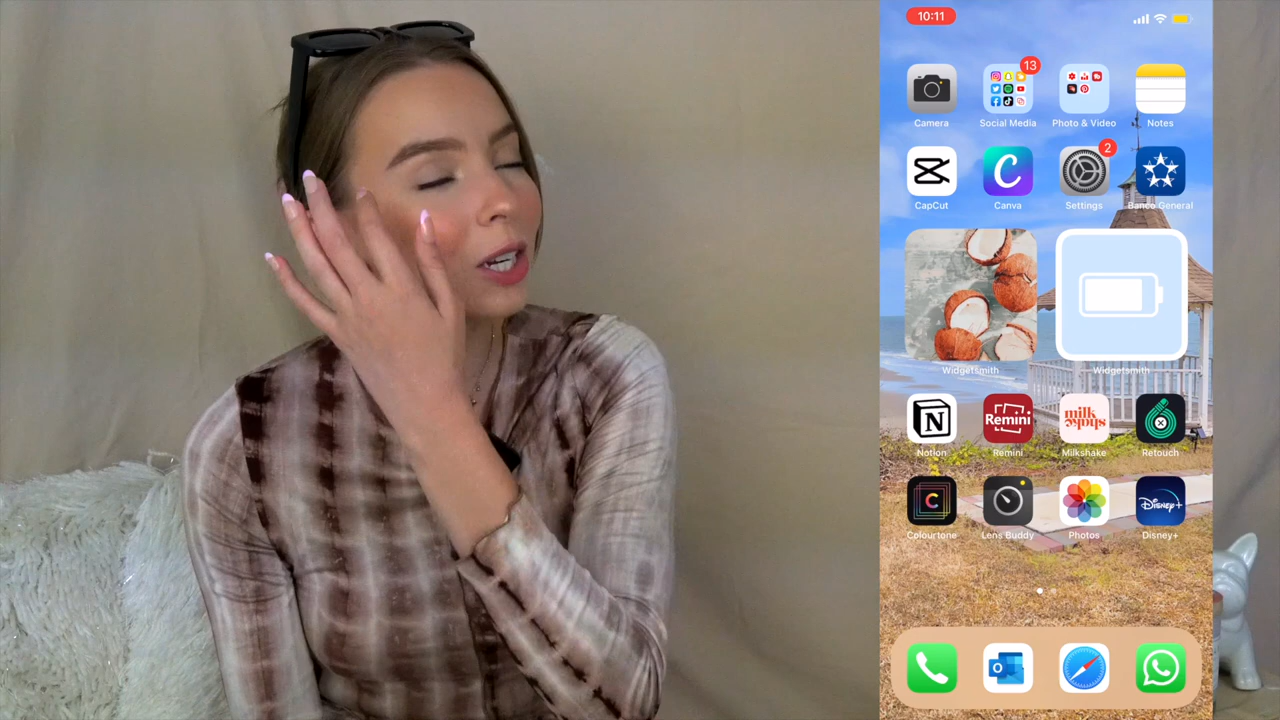 10:11
13
Camera
Social Media
Photo & Video
Notes
2
CapCut
Canva
Settings
Banco General
Widgetsmith
Widgetsmith
Remini
milk
shake
Notion
Remini
Milkshake
Retouch
Disney+
Colourtone
Lens Buddy
Photos
Disney+